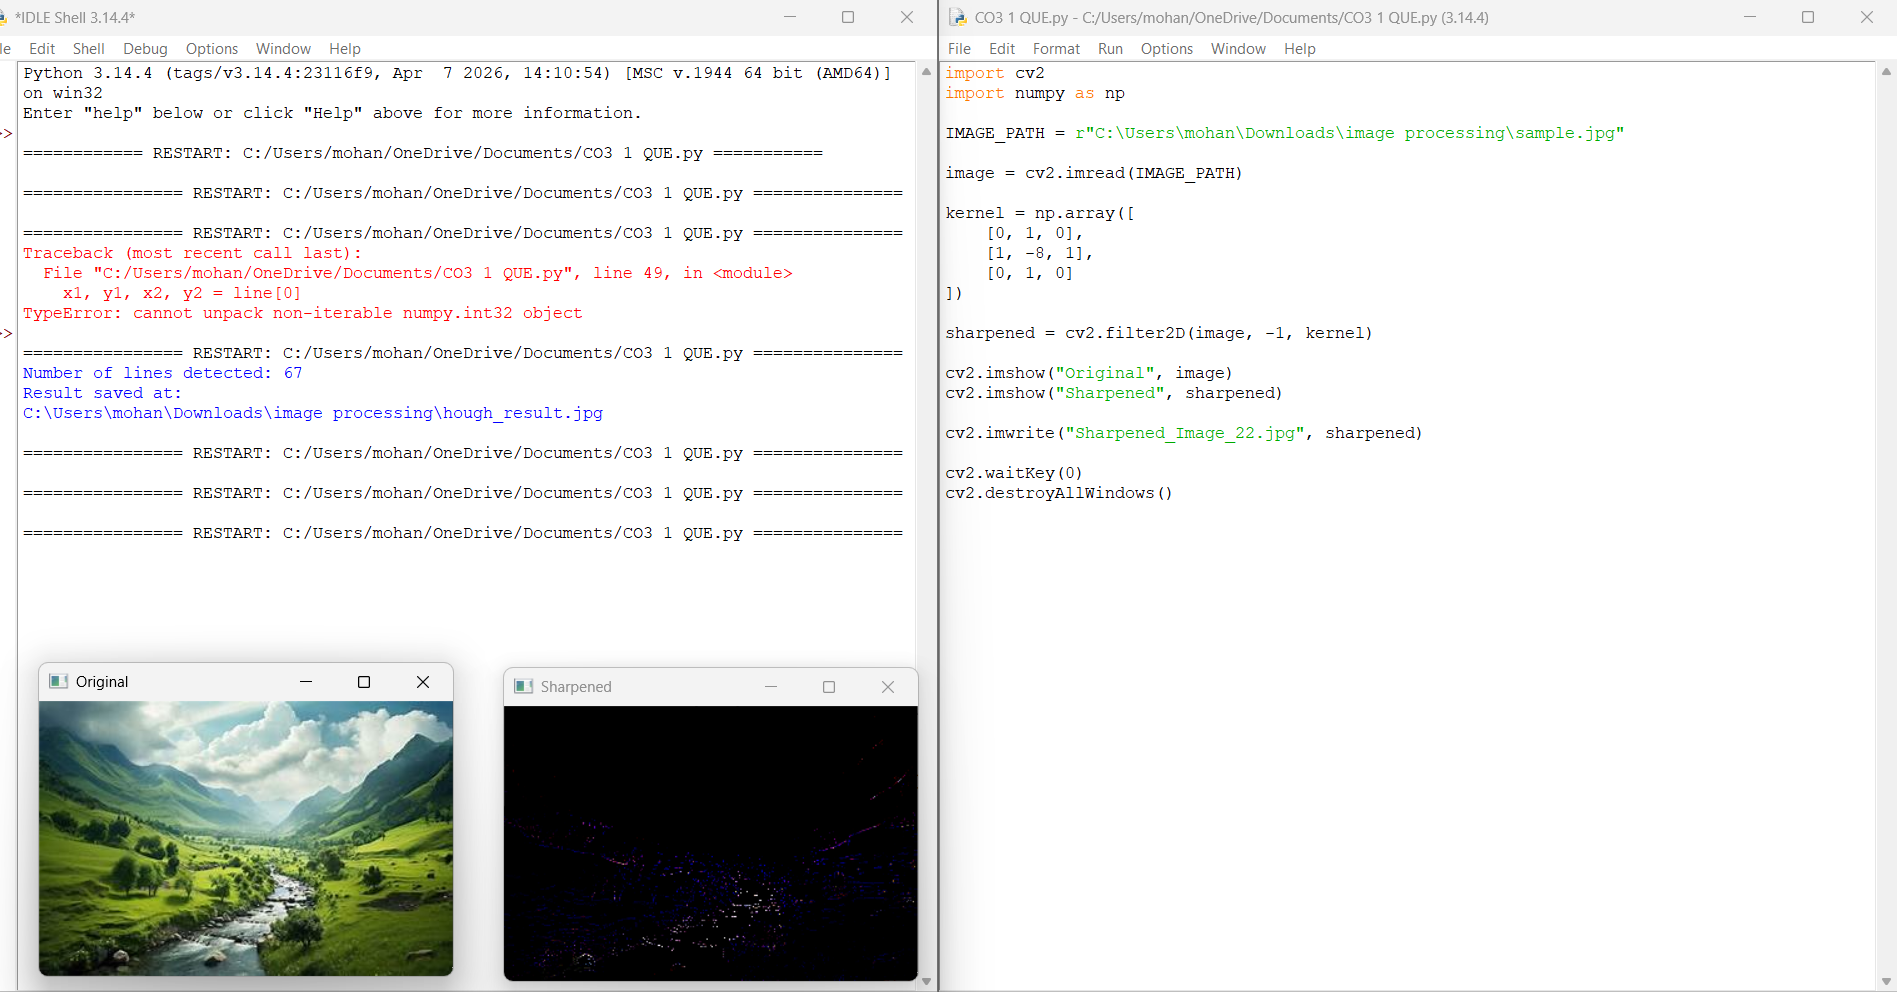 *IDLE Shell 3.14.4*
le Edit Shell Debug Options Window Help
Python 3.14.4 (tags/v3.14.4:23116f9, Apr  7 2026, 14:10:54) [MSC v.1944 64 bit (AMD64)]
on win32
Enter "help" below or click "Help" above for more information.
>>
============ RESTART: C:/Users/mohan/OneDrive/Documents/CO3 1 QUE.py ===========
================ RESTART: C:/Users/mohan/OneDrive/Documents/CO3 1 QUE.py ===============
================ RESTART: C:/Users/mohan/OneDrive/Documents/CO3 1 QUE.py ===============
Traceback (most recent call last):
  File "C:/Users/mohan/OneDrive/Documents/CO3 1 QUE.py", line 49, in <module>
    x1, y1, x2, y2 = line[0]
TypeError: cannot unpack non-iterable numpy.int32 object
>>
================ RESTART: C:/Users/mohan/OneDrive/Documents/CO3 1 QUE.py ===============
Number of lines detected: 67
Result saved at:
C:\Users\mohan\Downloads\image processing\hough_result.jpg
================ RESTART: C:/Users/mohan/OneDrive/Documents/CO3 1 QUE.py ===============
================ RESTART: C:/Users/mohan/OneDrive/Documents/CO3 1 QUE.py ===============
================ RESTART: C:/Users/mohan/OneDrive/Documents/CO3 1 QUE.py ===============
Original
Sharpened
CO3 1 QUE.py - C:/Users/mohan/OneDrive/Documents/CO3 1 QUE.py (3.14.4)
File Edit Format Run Options Window Help
import cv2
import numpy as np
IMAGE_PATH = r"C:\Users\mohan\Downloads\image processing\sample.jpg"
image = cv2.imread(IMAGE_PATH)
kernel = np.array([
    [0, 1, 0],
    [1, -8, 1],
    [0, 1, 0]
])
sharpened = cv2.filter2D(image, -1, kernel)
cv2.imshow("Original", image)
cv2.imshow("Sharpened", sharpened)
cv2.imwrite("Sharpened_Image_22.jpg", sharpened)
cv2.waitKey(0)
cv2.destroyAllWindows()